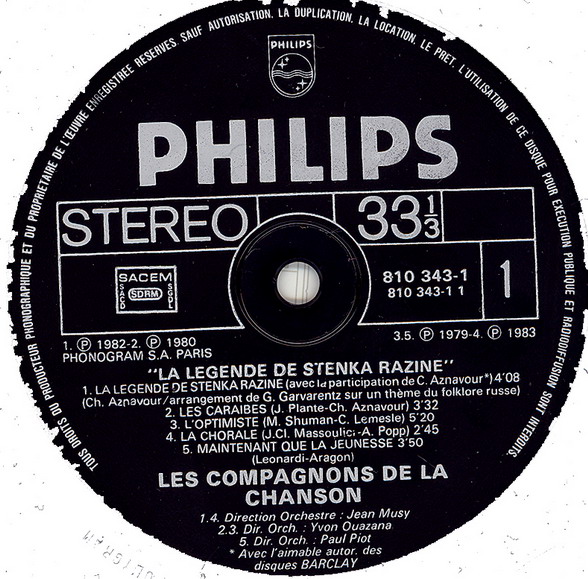 TOUS DROITS DU PRODUCTEUR PHONOGRAPHIQUE ET DU PROPRIETAIRE DE L'ŒUVRE ENREGISTREE RESERVES. SAUF AUTORISATION, LA DUPLICATION, LA LOCATION, LE PRET, L'UTILISATION DE CE DISQUE POUR EXECUTION PUBLIQUE ET RADIODIFFUSION SONT INTERDITS
PHILIPS
PHILIPS
STEREO
33 1/3
SACEM
SACD
SDRM
SGDL
810 343-1
810 343-1 1
1
1. ℗ 1982-2. ℗ 1980
PHONOGRAM S.A. PARIS
3.5. ℗ 1979-4. ℗ 1983
"LA LEGENDE DE STENKA RAZINE"
1. LA LEGENDE DE STENKA RAZINE (avec la participation de C. Aznavour*) 4'08
(Ch. Aznavour/arrangement de G. Garvarentz sur un thème du folklore russe)
2. LES CARAIBES (J. Plante-Ch. Aznavour) 3'32
3. L'OPTIMISTE (M. Shuman-C. Lemesle) 5'20
4. LA CHORALE (J.Cl. Massoulier-A. Popp) 2'45
5. MAINTENANT QUE LA JEUNESSE 3'50
(Leonardi-Aragon)
LES COMPAGNONS DE LA
CHANSON
1.4. Direction Orchestre : Jean Musy
2.3. Dir. Orch. : Yvon Ouazana
5. Dir. Orch. : Paul Piot
* Avec l'aimable autor. des
disques BARCLAY